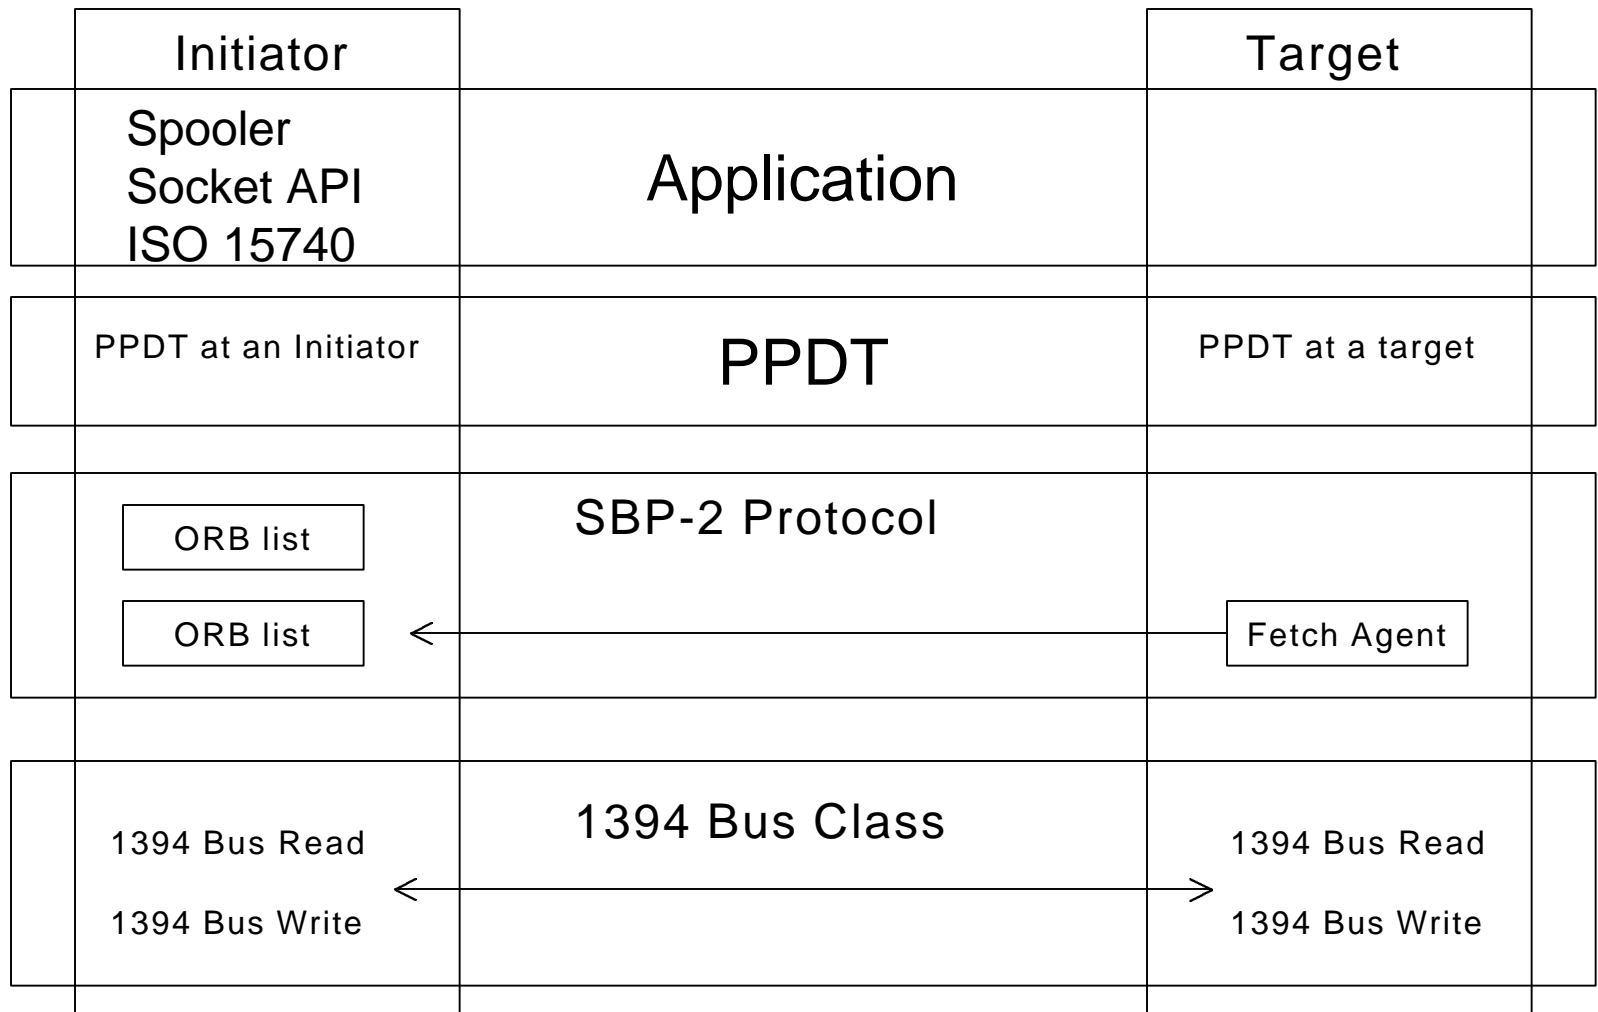 Initiator
Target
Spooler
Socket API
ISO 15740
Application
PPDT at an Initiator
PPDT
PPDT at a target
SBP-2 Protocol
ORB list
ORB list
Fetch Agent
1394 Bus Class
1394 Bus Read
1394 Bus Read
1394 Bus Write
1394 Bus Write